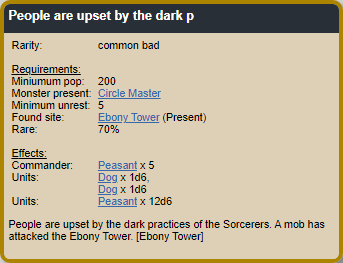 People are upset by the dark p
Rarity: common bad
Requirements:
Miniumum pop: 200
Monster present: Circle Master
Minimum unrest: 5
Found site: Ebony Tower (Present)
Rare: 70%
Effects:
Commander: Peasant x 5
Units: Dog x 1d6,
Dog x 1d6
Units: Peasant x 12d6
People are upset by the dark practices of the Sorcerers. A mob has
attacked the Ebony Tower. [Ebony Tower]